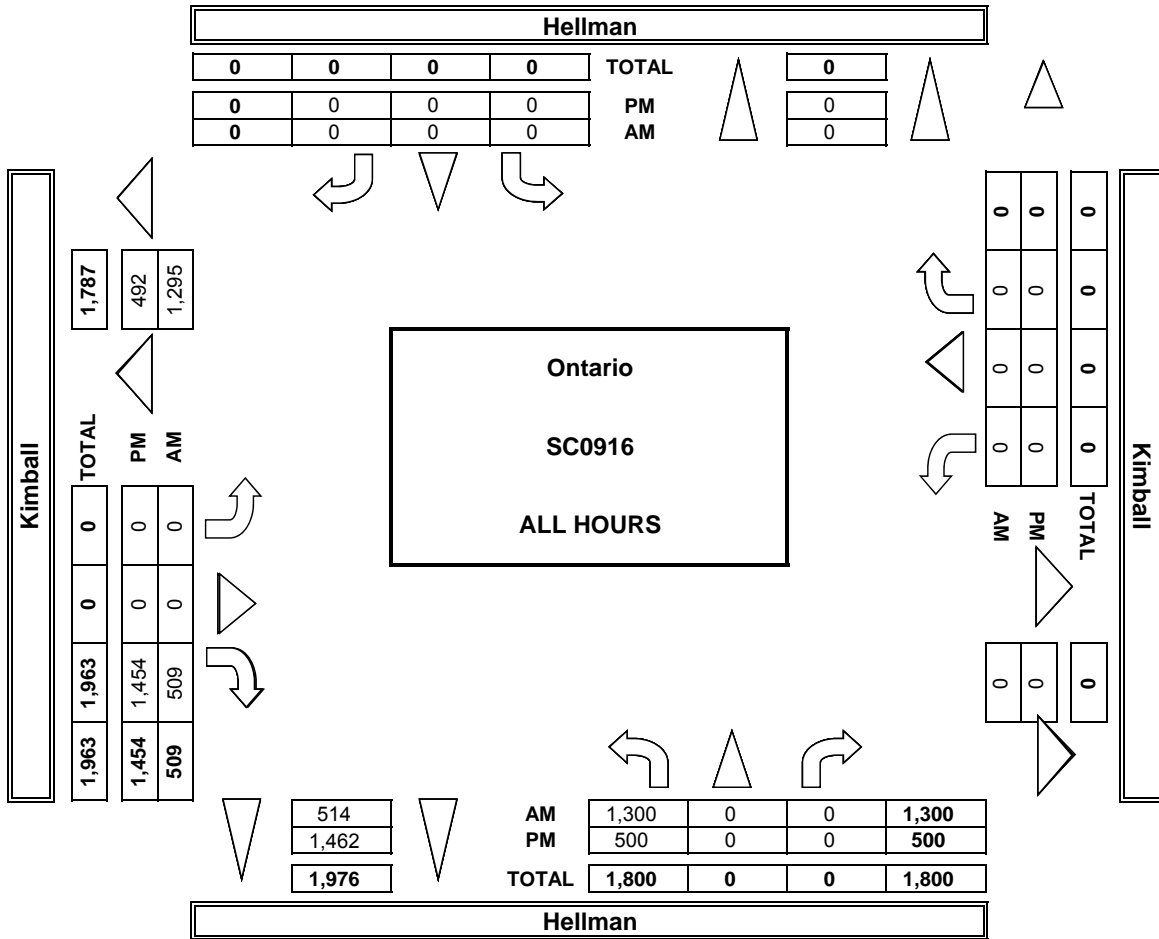 Hellman
0 0 0 0 TOTAL 0
0 0 0 0 PM 0
0 0 0 0 AM 0
Kimball
1,787
492
1,295
TOTAL
PM
AM
0 0 1,963 1,963
0 0 1,454 1,454
0 0 509 509
Ontario
SC0916
ALL HOURS
0 0 0 0
0 0 0 0
0 0 0 0
AM
PM
TOTAL
0
0
0
Kimball
514 AM 1,300 0 0 1,300
1,462 PM 500 0 0 500
1,976 TOTAL 1,800 0 0 1,800
Hellman